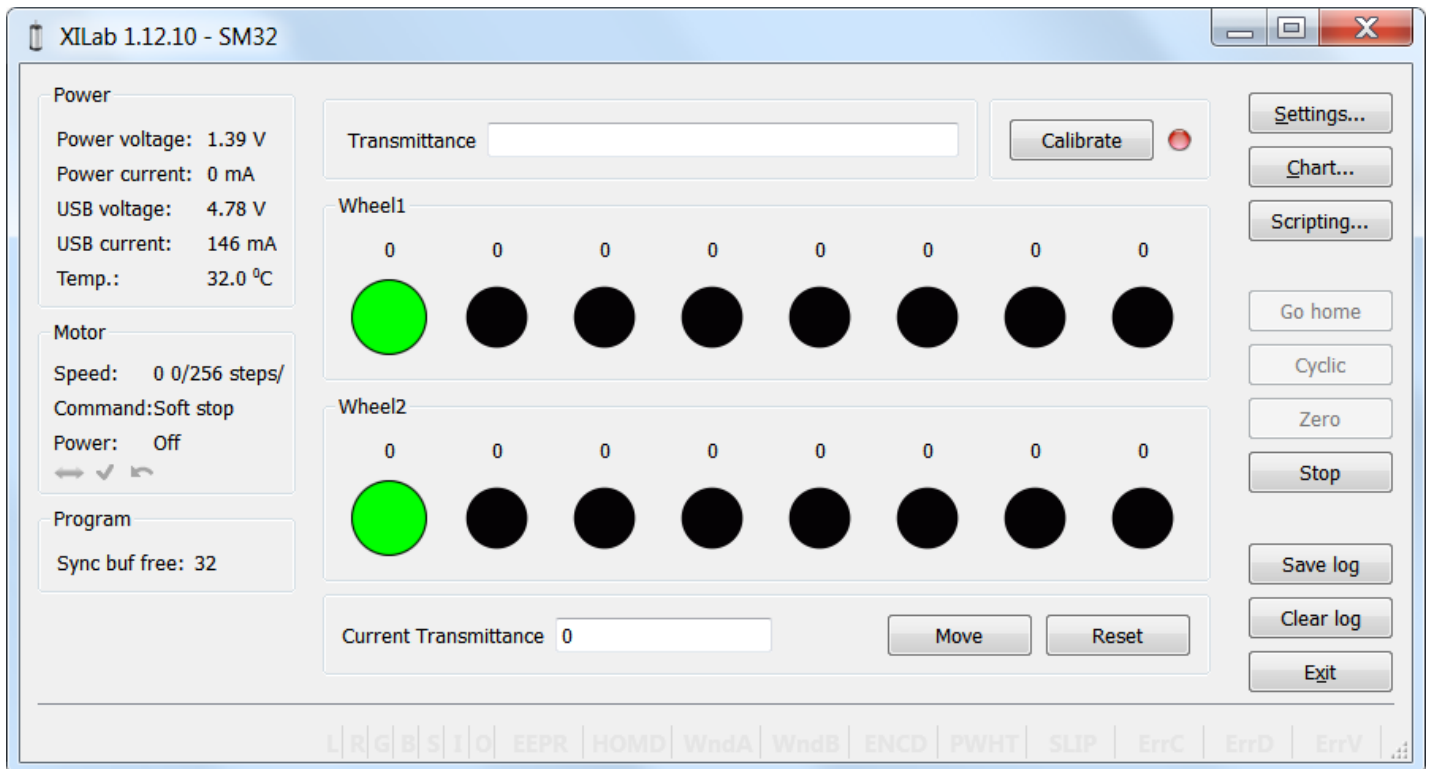 XILab 1.12.10 - SM32
Power
Power voltage: 1.39 V
Power current: 0 mA
USB voltage: 4.78 V
USB current: 146 mA
Temp.: 32.0 ⁰C
Motor
Speed: 0 0/256 steps/
Command:Soft stop
Power: Off
Program
Sync buf free: 32
Transmittance
Calibrate
Wheel1
0 0 0 0 0 0 0 0
Wheel2
0 0 0 0 0 0 0 0
Current Transmittance 0
Move
Reset
Settings...
Chart...
Scripting...
Go home
Cyclic
Zero
Stop
Save log
Clear log
Exit
L R G B S I O EEPR HOMD WndA WndB ENCD PWHT SLIP ErrC ErrD ErrV